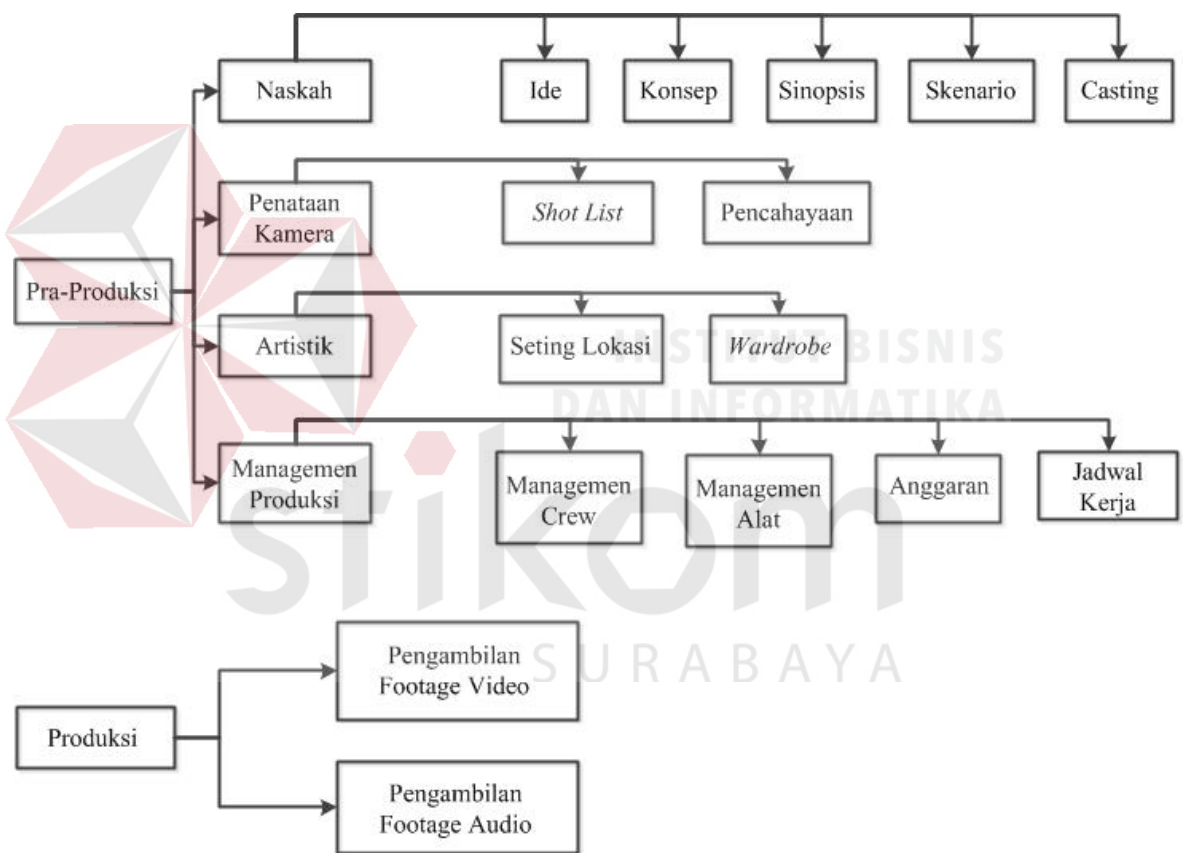 Naskah
Ide
Konsep
Sinopsis
Skenario
Casting
Penataan
Kamera
Shot List
Pencahayaan
Pra-Produksi
Artistik
Seting Lokasi
Wardrobe
INSTITUT BISNIS
DAN INFORMATIKA
Managemen
Produksi
Managemen
Crew
Managemen
Alat
Anggaran
Jadwal
Kerja
stikom
SURABAYA
Produksi
Pengambilan
Footage Video
Pengambilan
Footage Audio